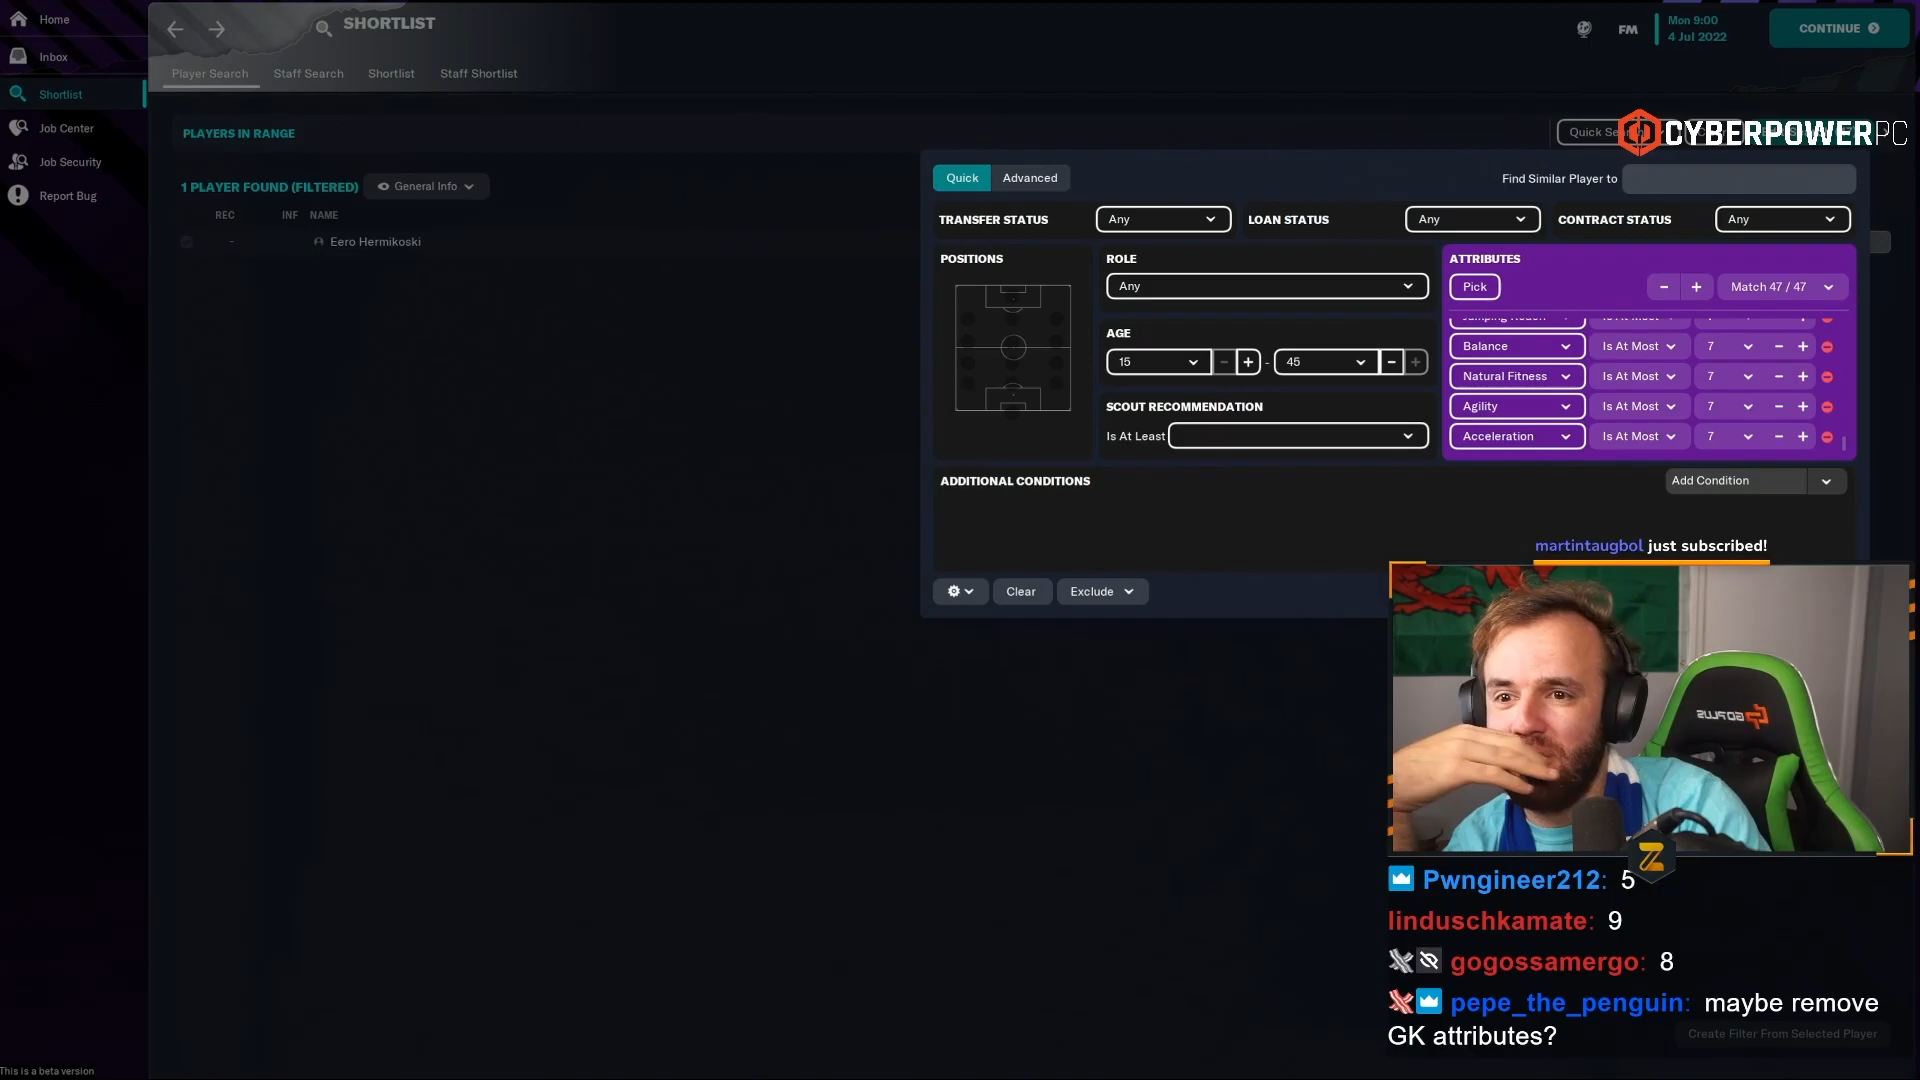 Home
Inbox
Shortlist
Job Center
Job Security
Report Bug
This is a beta version
SHORTLIST
Player Search Staff Search Shortlist Staff Shortlist
FM
Mon 9:00
4 Jul 2022
CONTINUE
PLAYERS IN RANGE
CYBERPOWERPC
1 PLAYER FOUND (FILTERED) General Info
REC INF NAME
- Eero Hermikoski
Quick Advanced
Find Similar Player to
TRANSFER STATUS Any LOAN STATUS Any CONTRACT STATUS Any
POSITIONS
ROLE
Any
AGE
15 - + - 45 - +
SCOUT RECOMMENDATION
Is At Least
ATTRIBUTES
Pick - + Match 47 / 47
Balance Is At Most 7 - +
Natural Fitness Is At Most 7 - +
Agility Is At Most 7 - +
Acceleration Is At Most 7 - +
ADDITIONAL CONDITIONS
Add Condition
Clear Exclude
martintaugbol just subscribed!
GOPLUS
Z
Pwngineer212: 5
linduschkamate: 9
gogossamergo: 8
pepe_the_penguin: maybe remove
GK attributes?
Create Filter From Selected Player